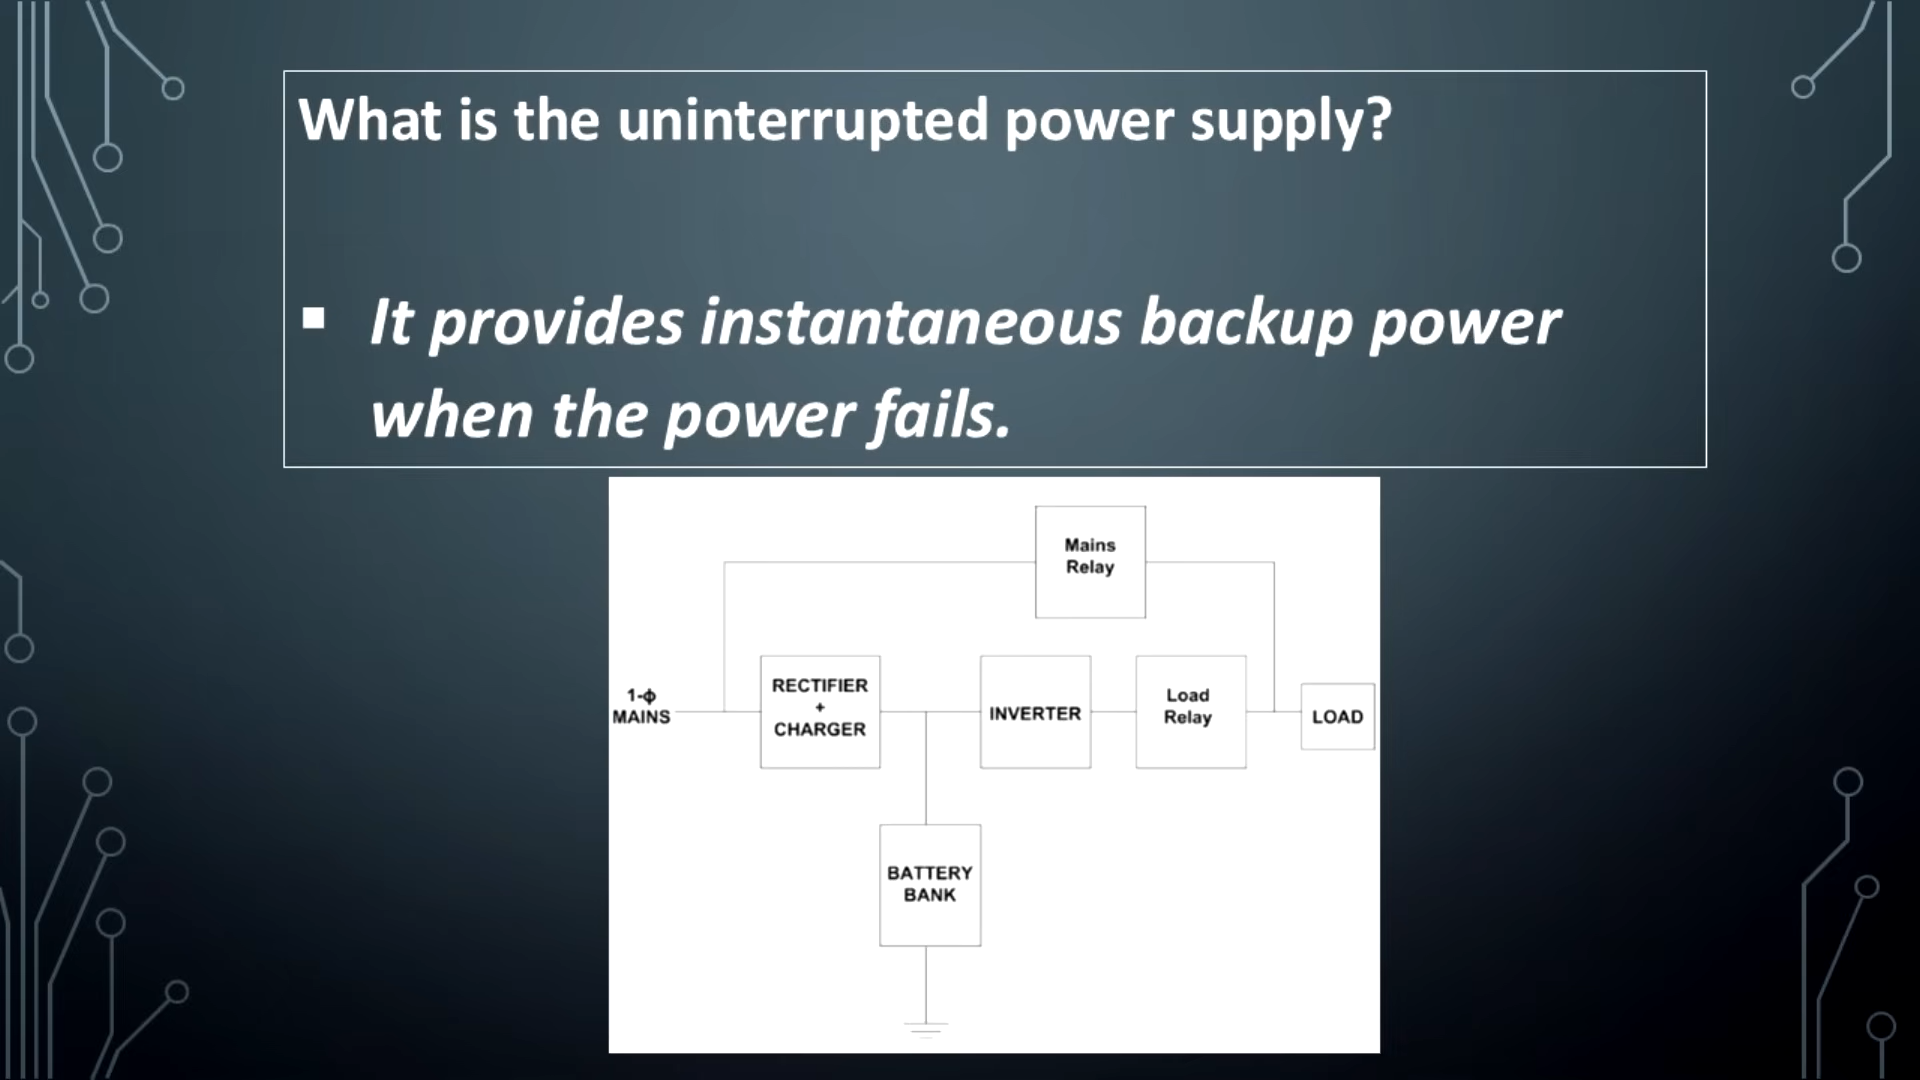 What is the uninterrupted power supply?
▪ It provides instantaneous backup power
when the power fails.
Mains
Relay
1-ϕ
MAINS
RECTIFIER
+
CHARGER
INVERTER
Load
Relay
LOAD
BATTERY
BANK